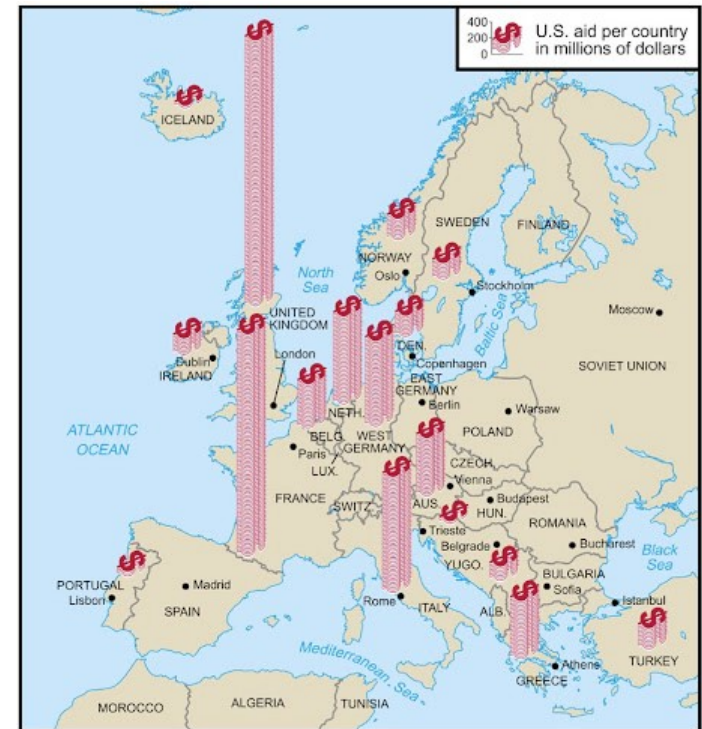 400
200
0
U.S. aid per country
in millions of dollars
ICELAND
SWEDEN
FINLAND
NORWAY
Oslo
North
Sea
Stockholm
Baltic Sea
Moscow
UNITED
KINGDOM
London
Dublin
IRELAND
DEN.
Copenhagen
SOVIET UNION
EAST
GERMANY
Berlin
Warsaw
NETH.
ATLANTIC
OCEAN
BELG.
WEST
GERMANY
POLAND
Paris
LUX.
CZECH.
Vienna
FRANCE
SWITZ.
AUS.
HUN.
Budapest
ROMANIA
Trieste
Belgrade
Bucharest
Black
Sea
YUGO.
BULGARIA
Sofia
PORTUGAL
Lisbon
Madrid
SPAIN
Rome
ITALY
ALB.
Istanbul
Mediterranean Sea
Athens
GREECE
TURKEY
MOROCCO
ALGERIA
TUNISIA